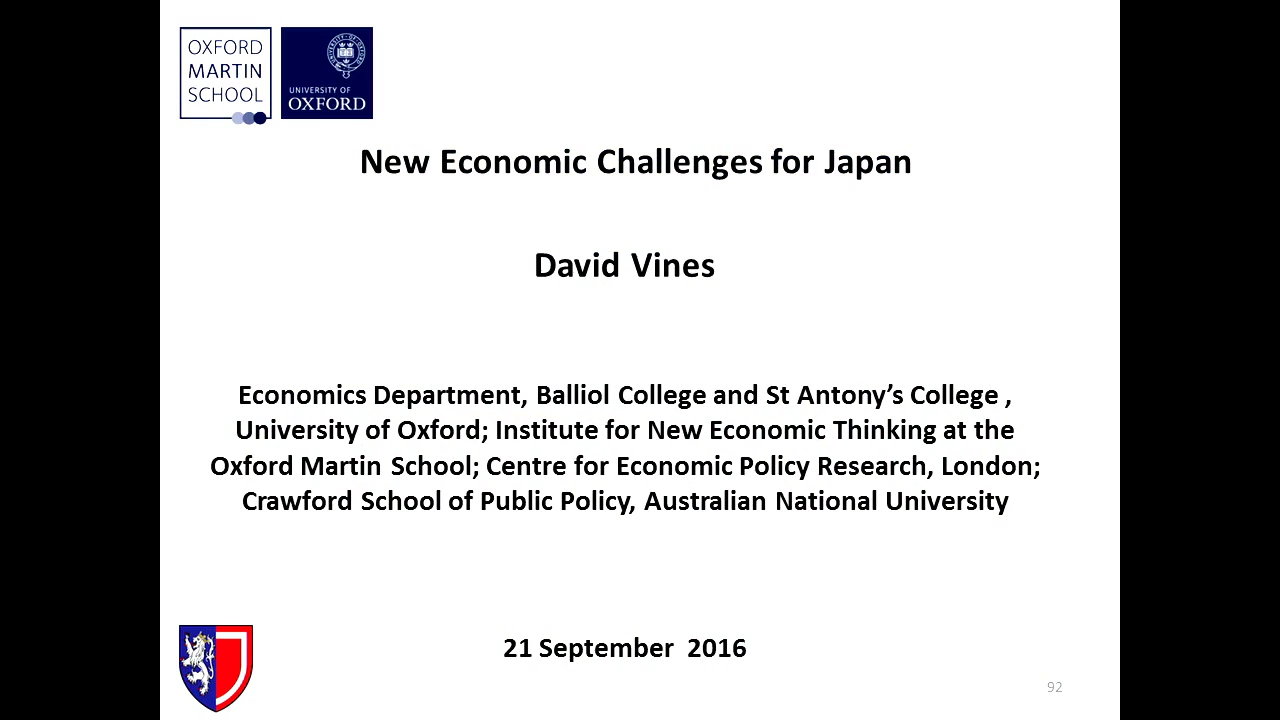 OXFORD
MARTIN
SCHOOL
UNIVERSITY OF
OXFORD
New Economic Challenges for Japan
David Vines
Economics Department, Balliol College and St Antony’s College ,
University of Oxford; Institute for New Economic Thinking at the
Oxford Martin School; Centre for Economic Policy Research, London;
Crawford School of Public Policy, Australian National University
21 September 2016
92